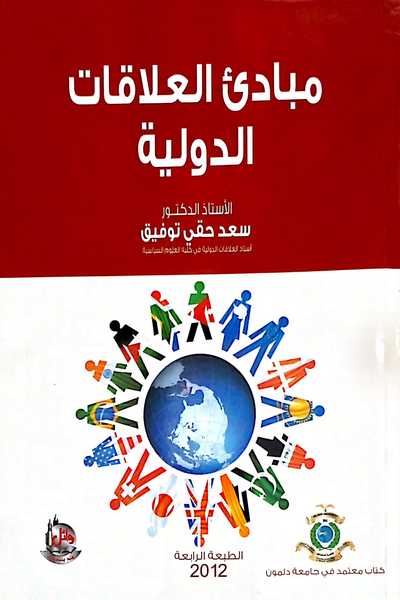 مبادئ العلاقات
الدولية
الأستاذ الدكتور
سعد حقي توفيق
أستاذ العلاقات الدولية في كلية العلوم السياسية
الطبعة الرابعة
2012
كتاب معتمد في جامعة دلمون
وائل